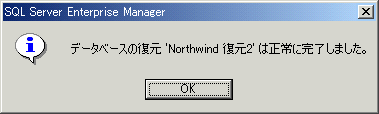 SQL Server Enterprise Manager
データベースの復元 'Northwind 復元2' は正常に完了しました。
OK